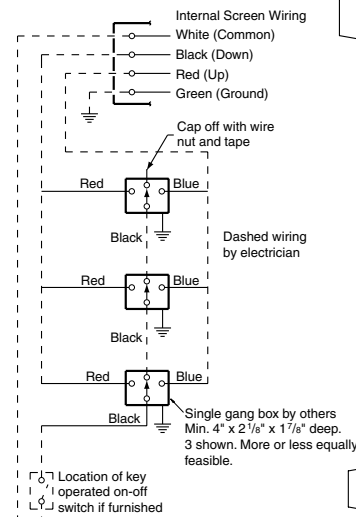 Internal Screen Wiring
White (Common)
Black (Down)
Red (Up)
Green (Ground)
Cap off with wire
nut and tape
Red
Blue
Black
Dashed wiring
by electrician
Red
Blue
Black
Red
Blue
Black
Single gang box by others
Min. 4" x 2 1/8" x 1 7/8" deep.
3 shown. More or less equally
feasible.
Location of key
operated on-off
switch if furnished